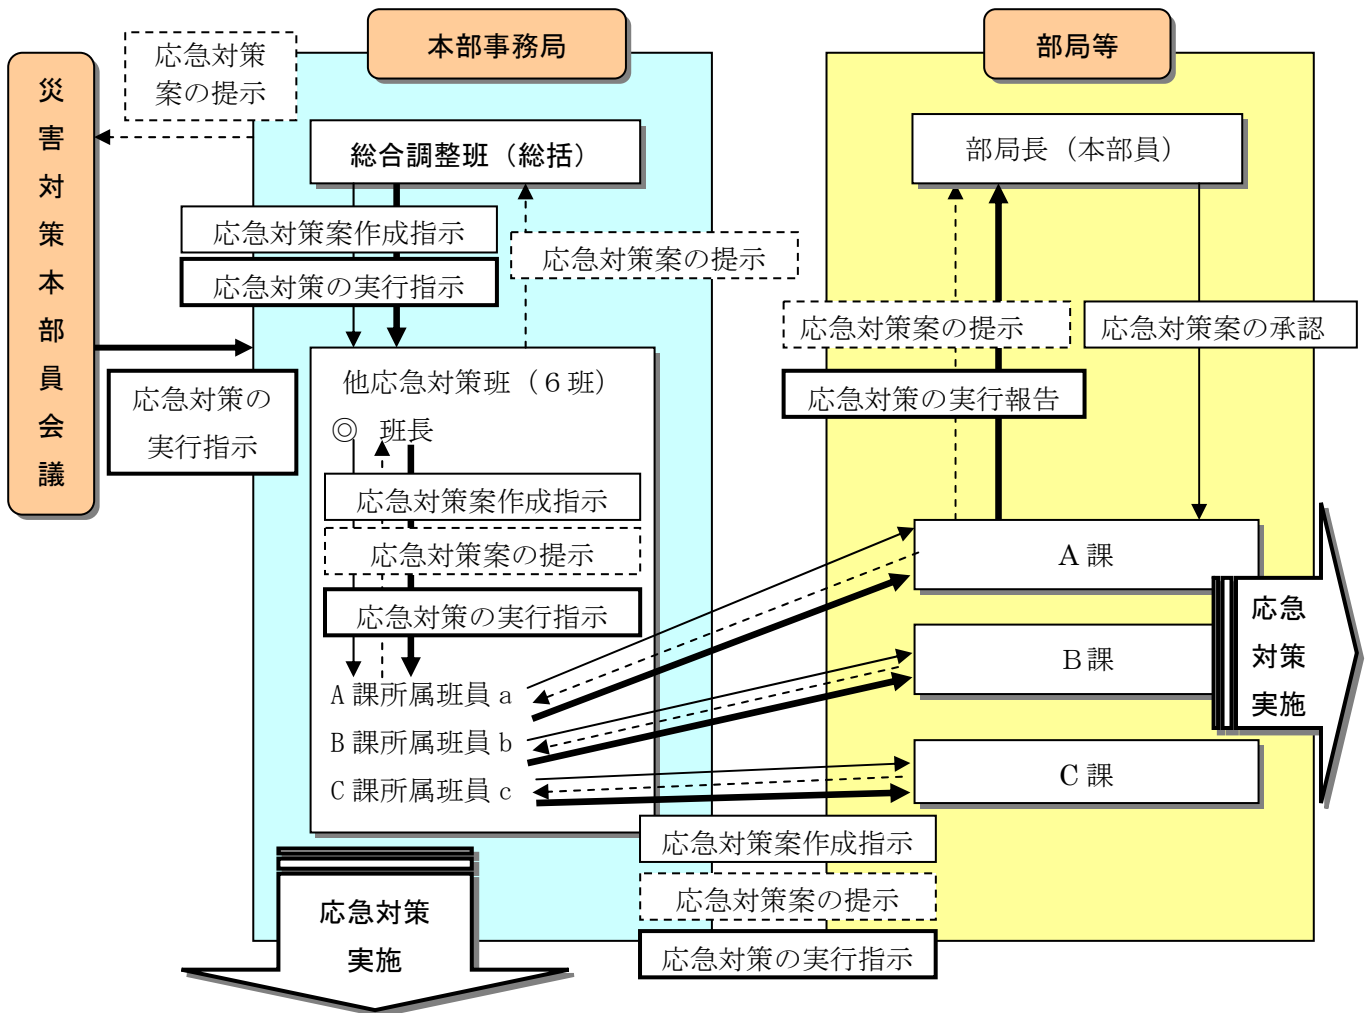 本部事務局
部局等
災害対策本部員会議
応急対策
案の提示
総合調整班（総括）
部局長（本部員）
応急対策案作成指示
応急対策の実行指示
応急対策案の提示
応急対策の
実行指示
他応急対策班（６班）
◎ 班長
応急対策案作成指示
応急対策案の提示
応急対策の実行指示
A課所属班員a
B課所属班員b
C課所属班員c
応急対策案の提示
応急対策案の承認
応急対策の実行報告
A課
B課
C課
応急
対策
実施
応急対策案作成指示
応急対策案の提示
応急対策の実行指示
応急対策
実施